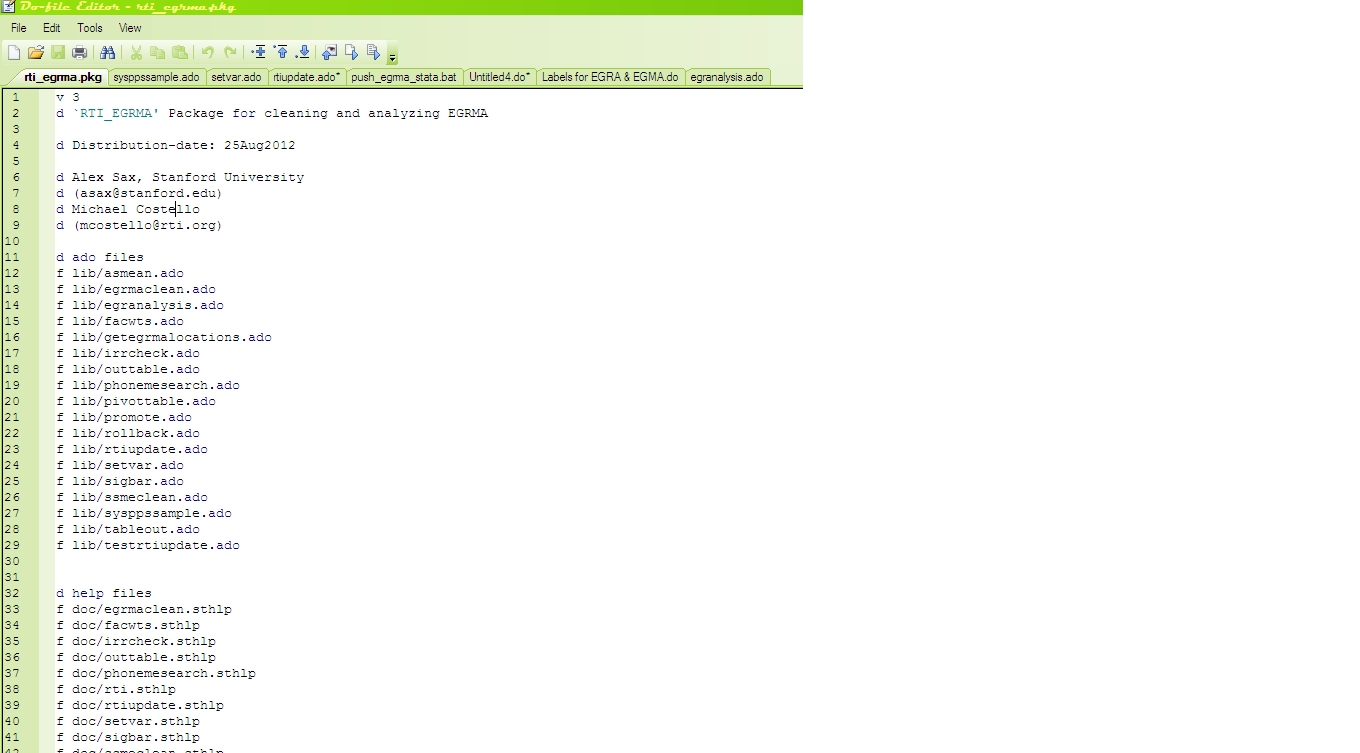 Do-file Editor - rti_egrma.pkg
File Edit Tools View
rti_egrma.pkg sysppssample.ado setvar.ado rtiupdate.ado* push_egrma_stata.bat Untitled4.do* Labels for EGRA & EGMA.do egranalysis.ado
1 v 3
2 d `RTI_EGRMA' Package for cleaning and analyzing EGRMA
3
4 d Distribution-date: 25Aug2012
5
6 d Alex Sax, Stanford University
7 d (asax@stanford.edu)
8 d Michael Costello
9 d (mcostello@rti.org)
10
11 d ado files
12 f lib/asmean.ado
13 f lib/egrmaclean.ado
14 f lib/egranalysis.ado
15 f lib/facwts.ado
16 f lib/getegrmalocations.ado
17 f lib/irrcheck.ado
18 f lib/outtable.ado
19 f lib/phonemesearch.ado
20 f lib/pivottable.ado
21 f lib/promote.ado
22 f lib/rollback.ado
23 f lib/rtiupdate.ado
24 f lib/setvar.ado
25 f lib/sigbar.ado
26 f lib/ssmeclean.ado
27 f lib/sysppssample.ado
28 f lib/tableout.ado
29 f lib/testrtiupdate.ado
30
31
32 d help files
33 f doc/egrmaclean.sthlp
34 f doc/facwts.sthlp
35 f doc/irrcheck.sthlp
36 f doc/outtable.sthlp
37 f doc/phonemesearch.sthlp
38 f doc/rti.sthlp
39 f doc/rtiupdate.sthlp
40 f doc/setvar.sthlp
41 f doc/sigbar.sthlp
42 f doc/ssmeclean.sthlp